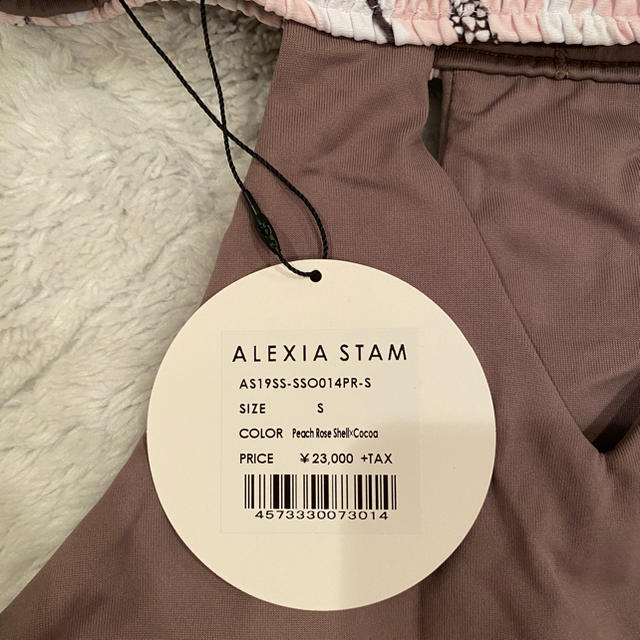 ALEXIA STAM
AS19SS-SSO014PR-S
SIZE S
COLOR Peach Rose Shell×Cocoa
PRICE ¥23,000 +TAX
4573330073014